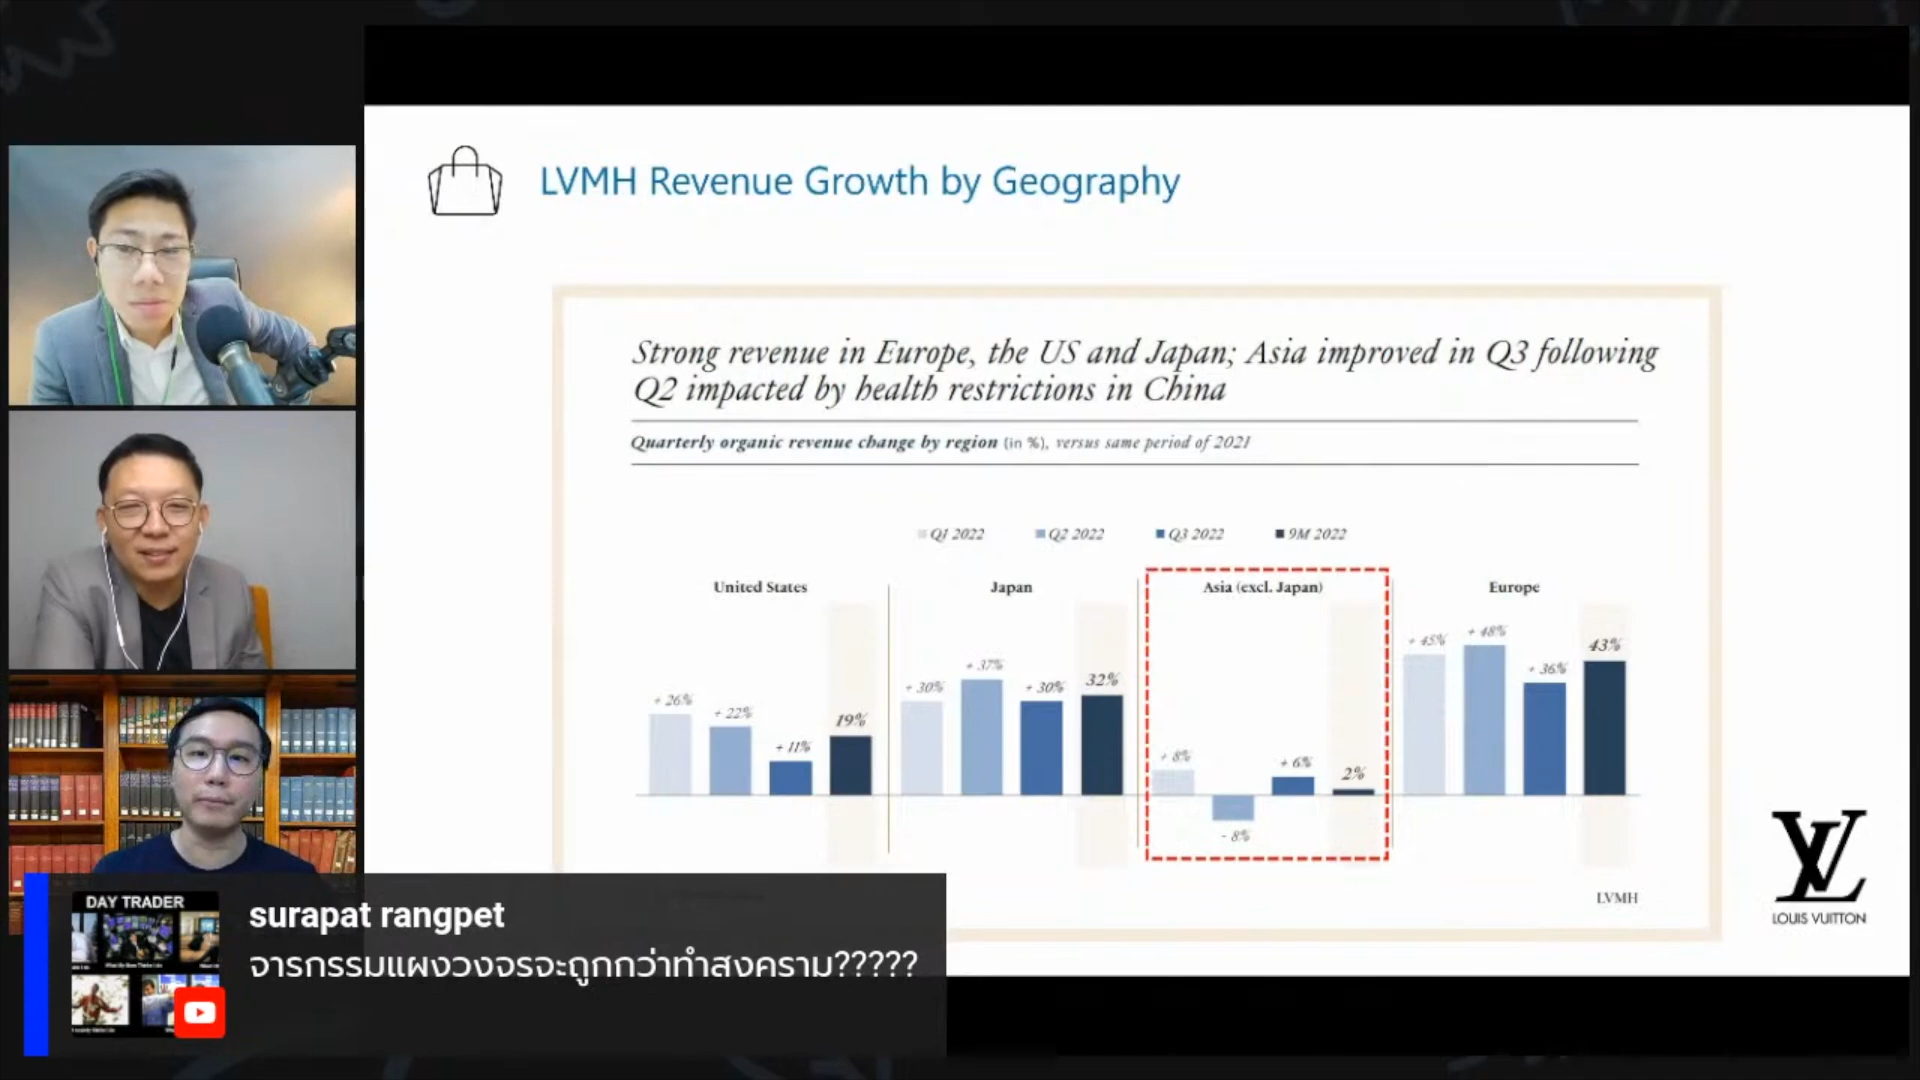 LVMH Revenue Growth by Geography
Strong revenue in Europe, the US and Japan; Asia improved in Q3 following
Q2 impacted by health restrictions in China
Quarterly organic revenue change by region (in %), versus same period of 2021
Q1 2022 Q2 2022 Q3 2022 9M 2022
United States
+ 26%
+ 22%
+ 11%
19%
Japan
+ 30%
+ 37%
+ 30%
32%
Asia (excl. Japan)
+ 8%
- 8%
+ 6%
2%
Europe
+ 45%
+ 48%
+ 36%
43%
LVMH
LV
LOUIS VUITTON
DAY TRADER
surapat rangpet
จารกรรมแผงวงจรจะถูกกว่าทำสงคราม?????